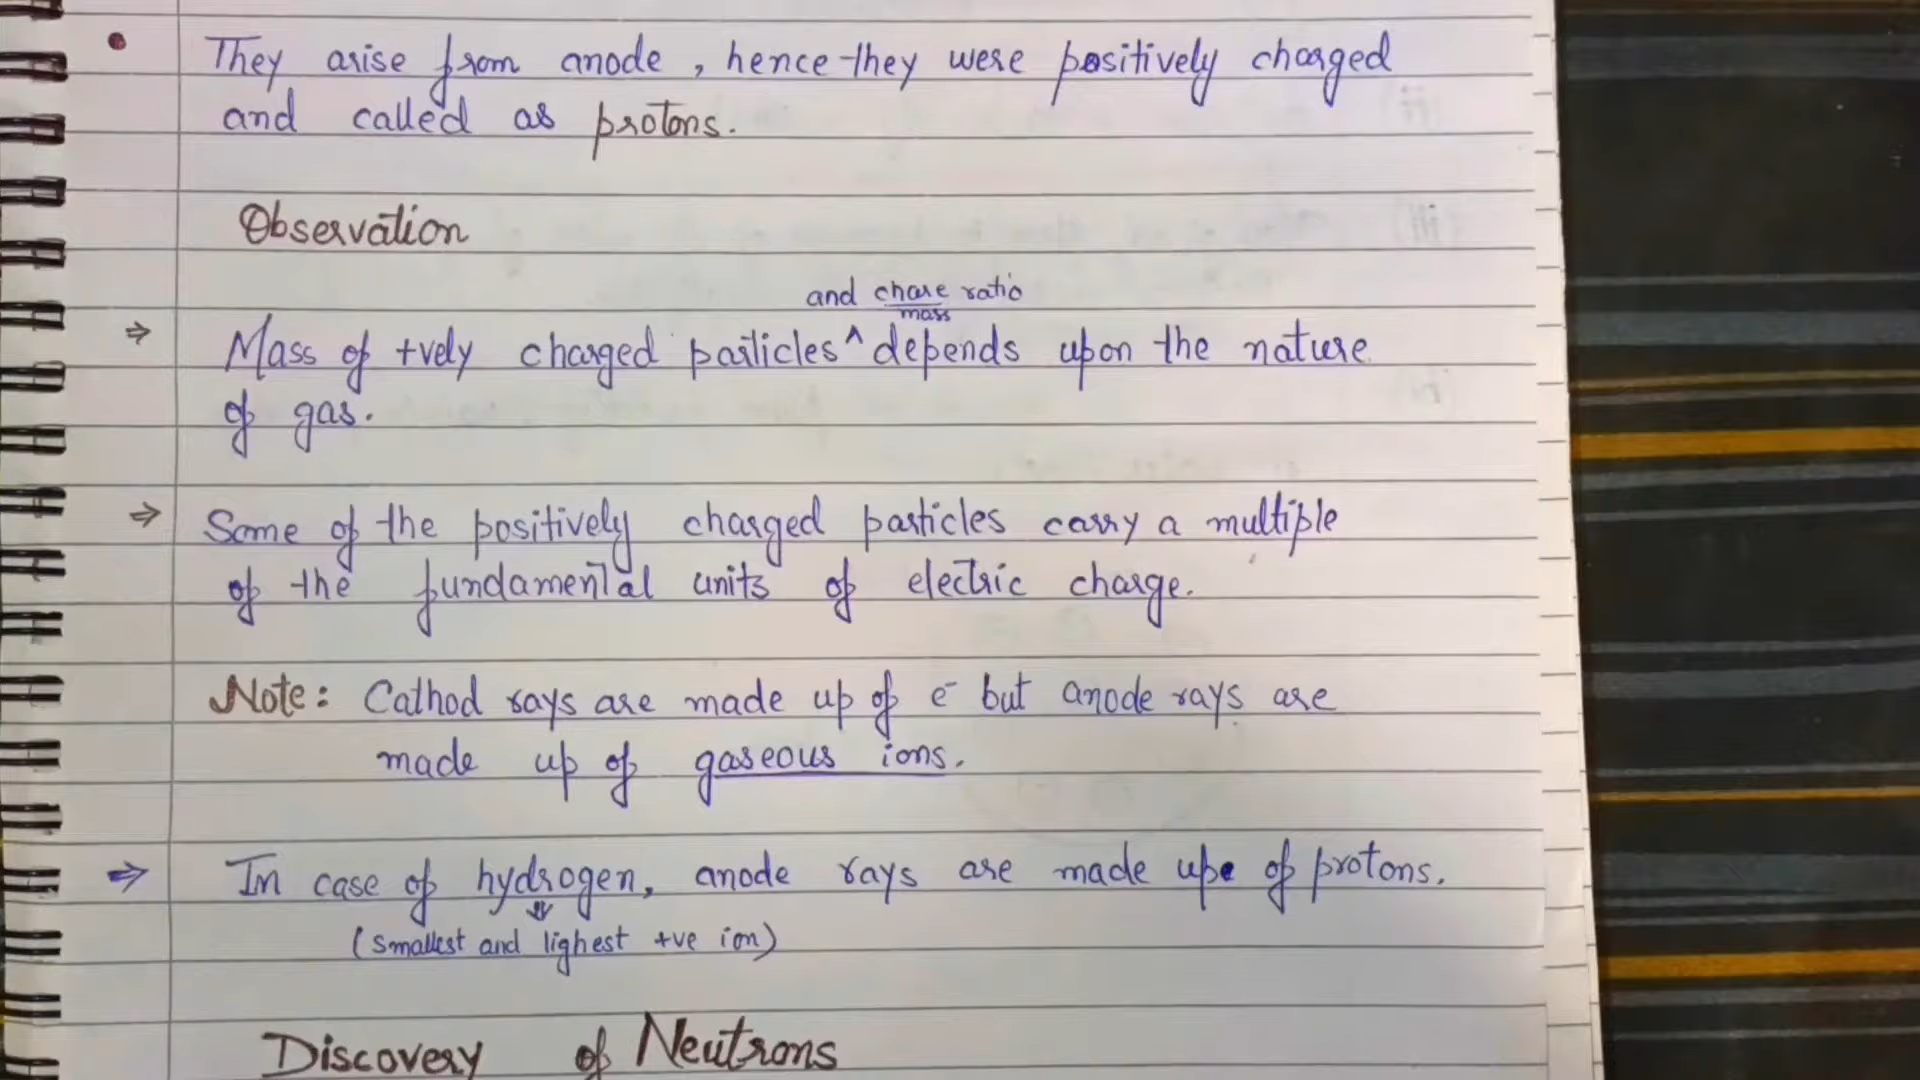 They arise from anode, hence they were positively charged
and called as protons.
Observation
and chare ratio
mass
Mass of +vely charged particles ^ depends upon the nature
of gas.
⇒ Some of the positively charged particles carry a multiple
of the fundamental units of electric charge.
Note: Cathod rays are made up of e⁻ but anode rays are
made up of gaseous ions.
⇒ In case of hydrogen, anode rays are made upe of protons.
(smallest and lighest +ve ion)
Discovery of Neutrons